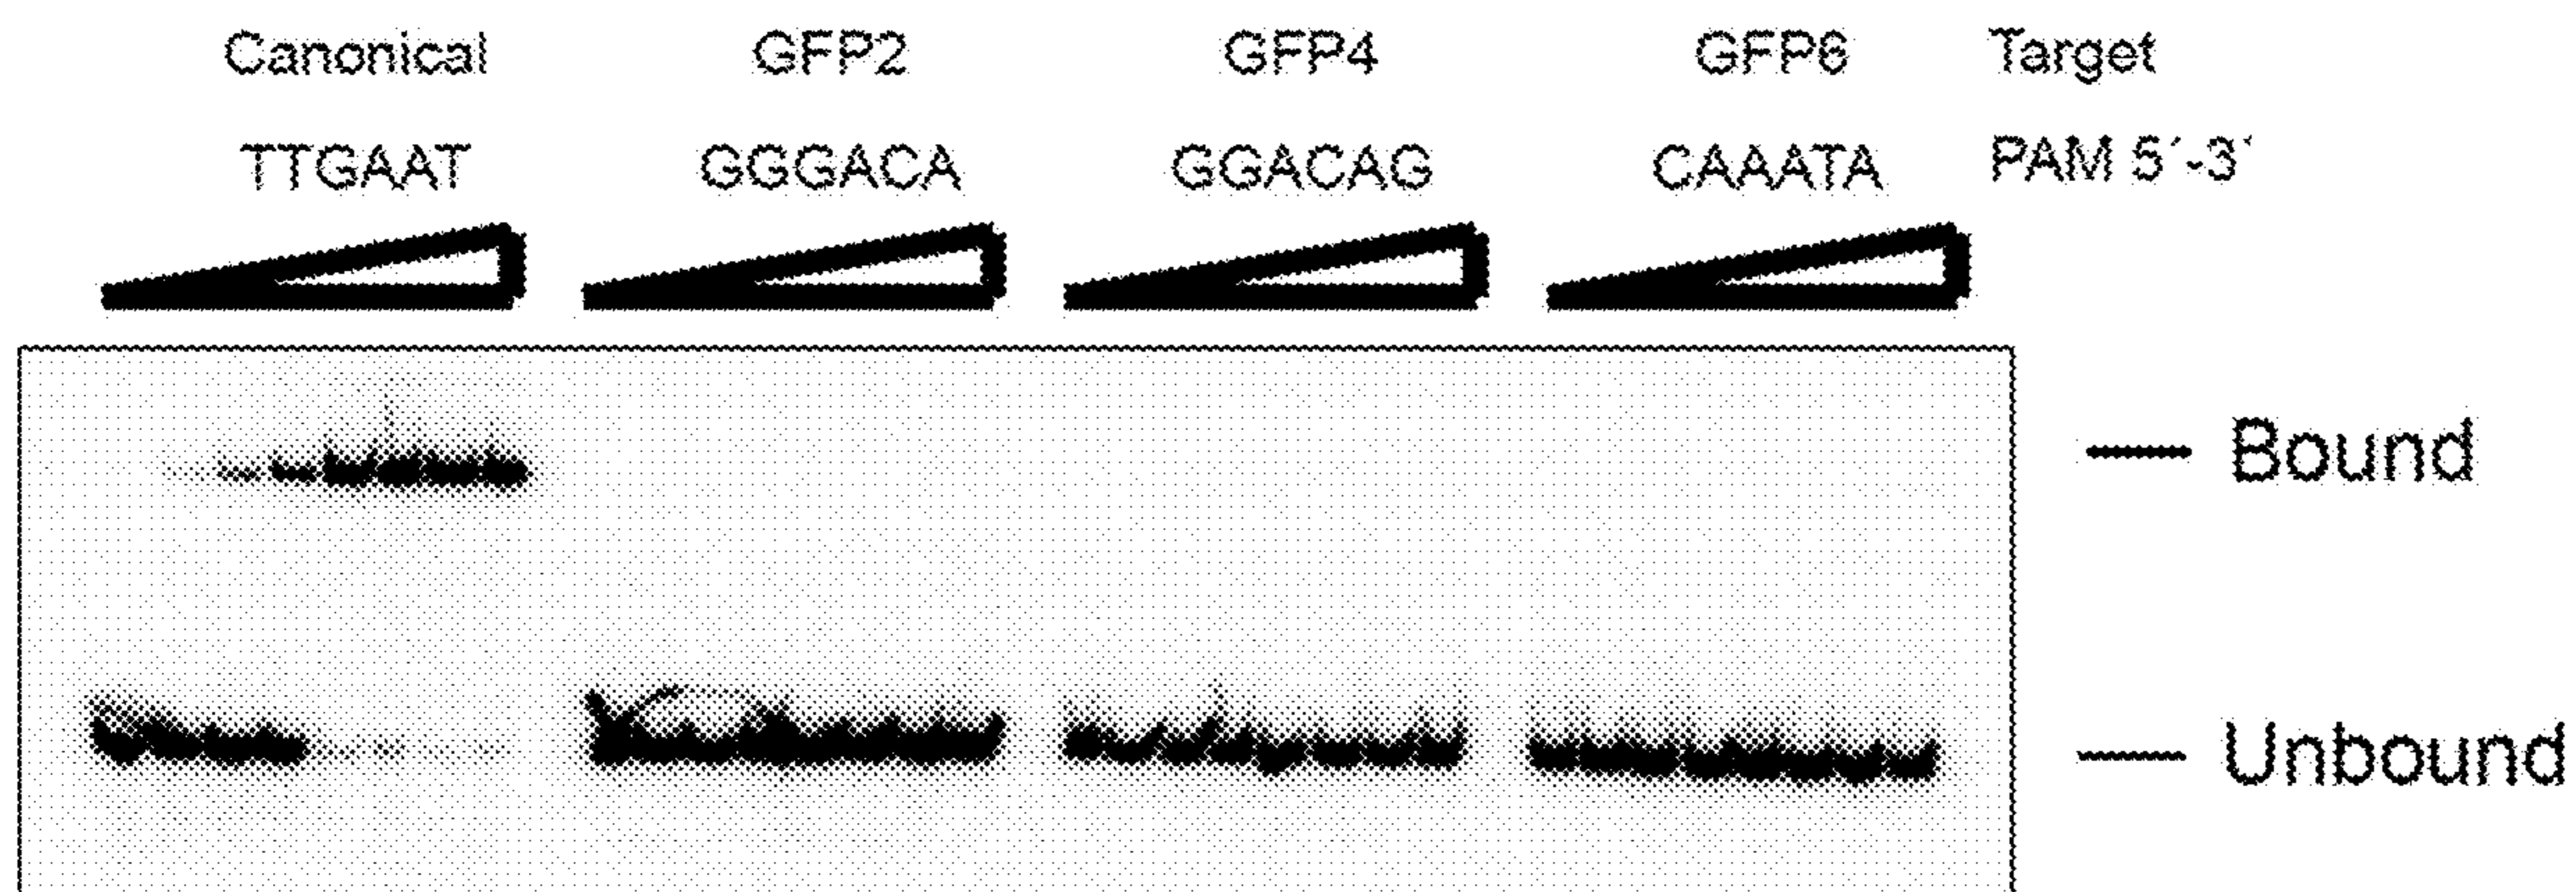 Canonical GFP2 GFP4 GFP6 Target
TTGAAT GGGACA GGACAG CAAATA PAM 5´-3´
Bound
Unbound